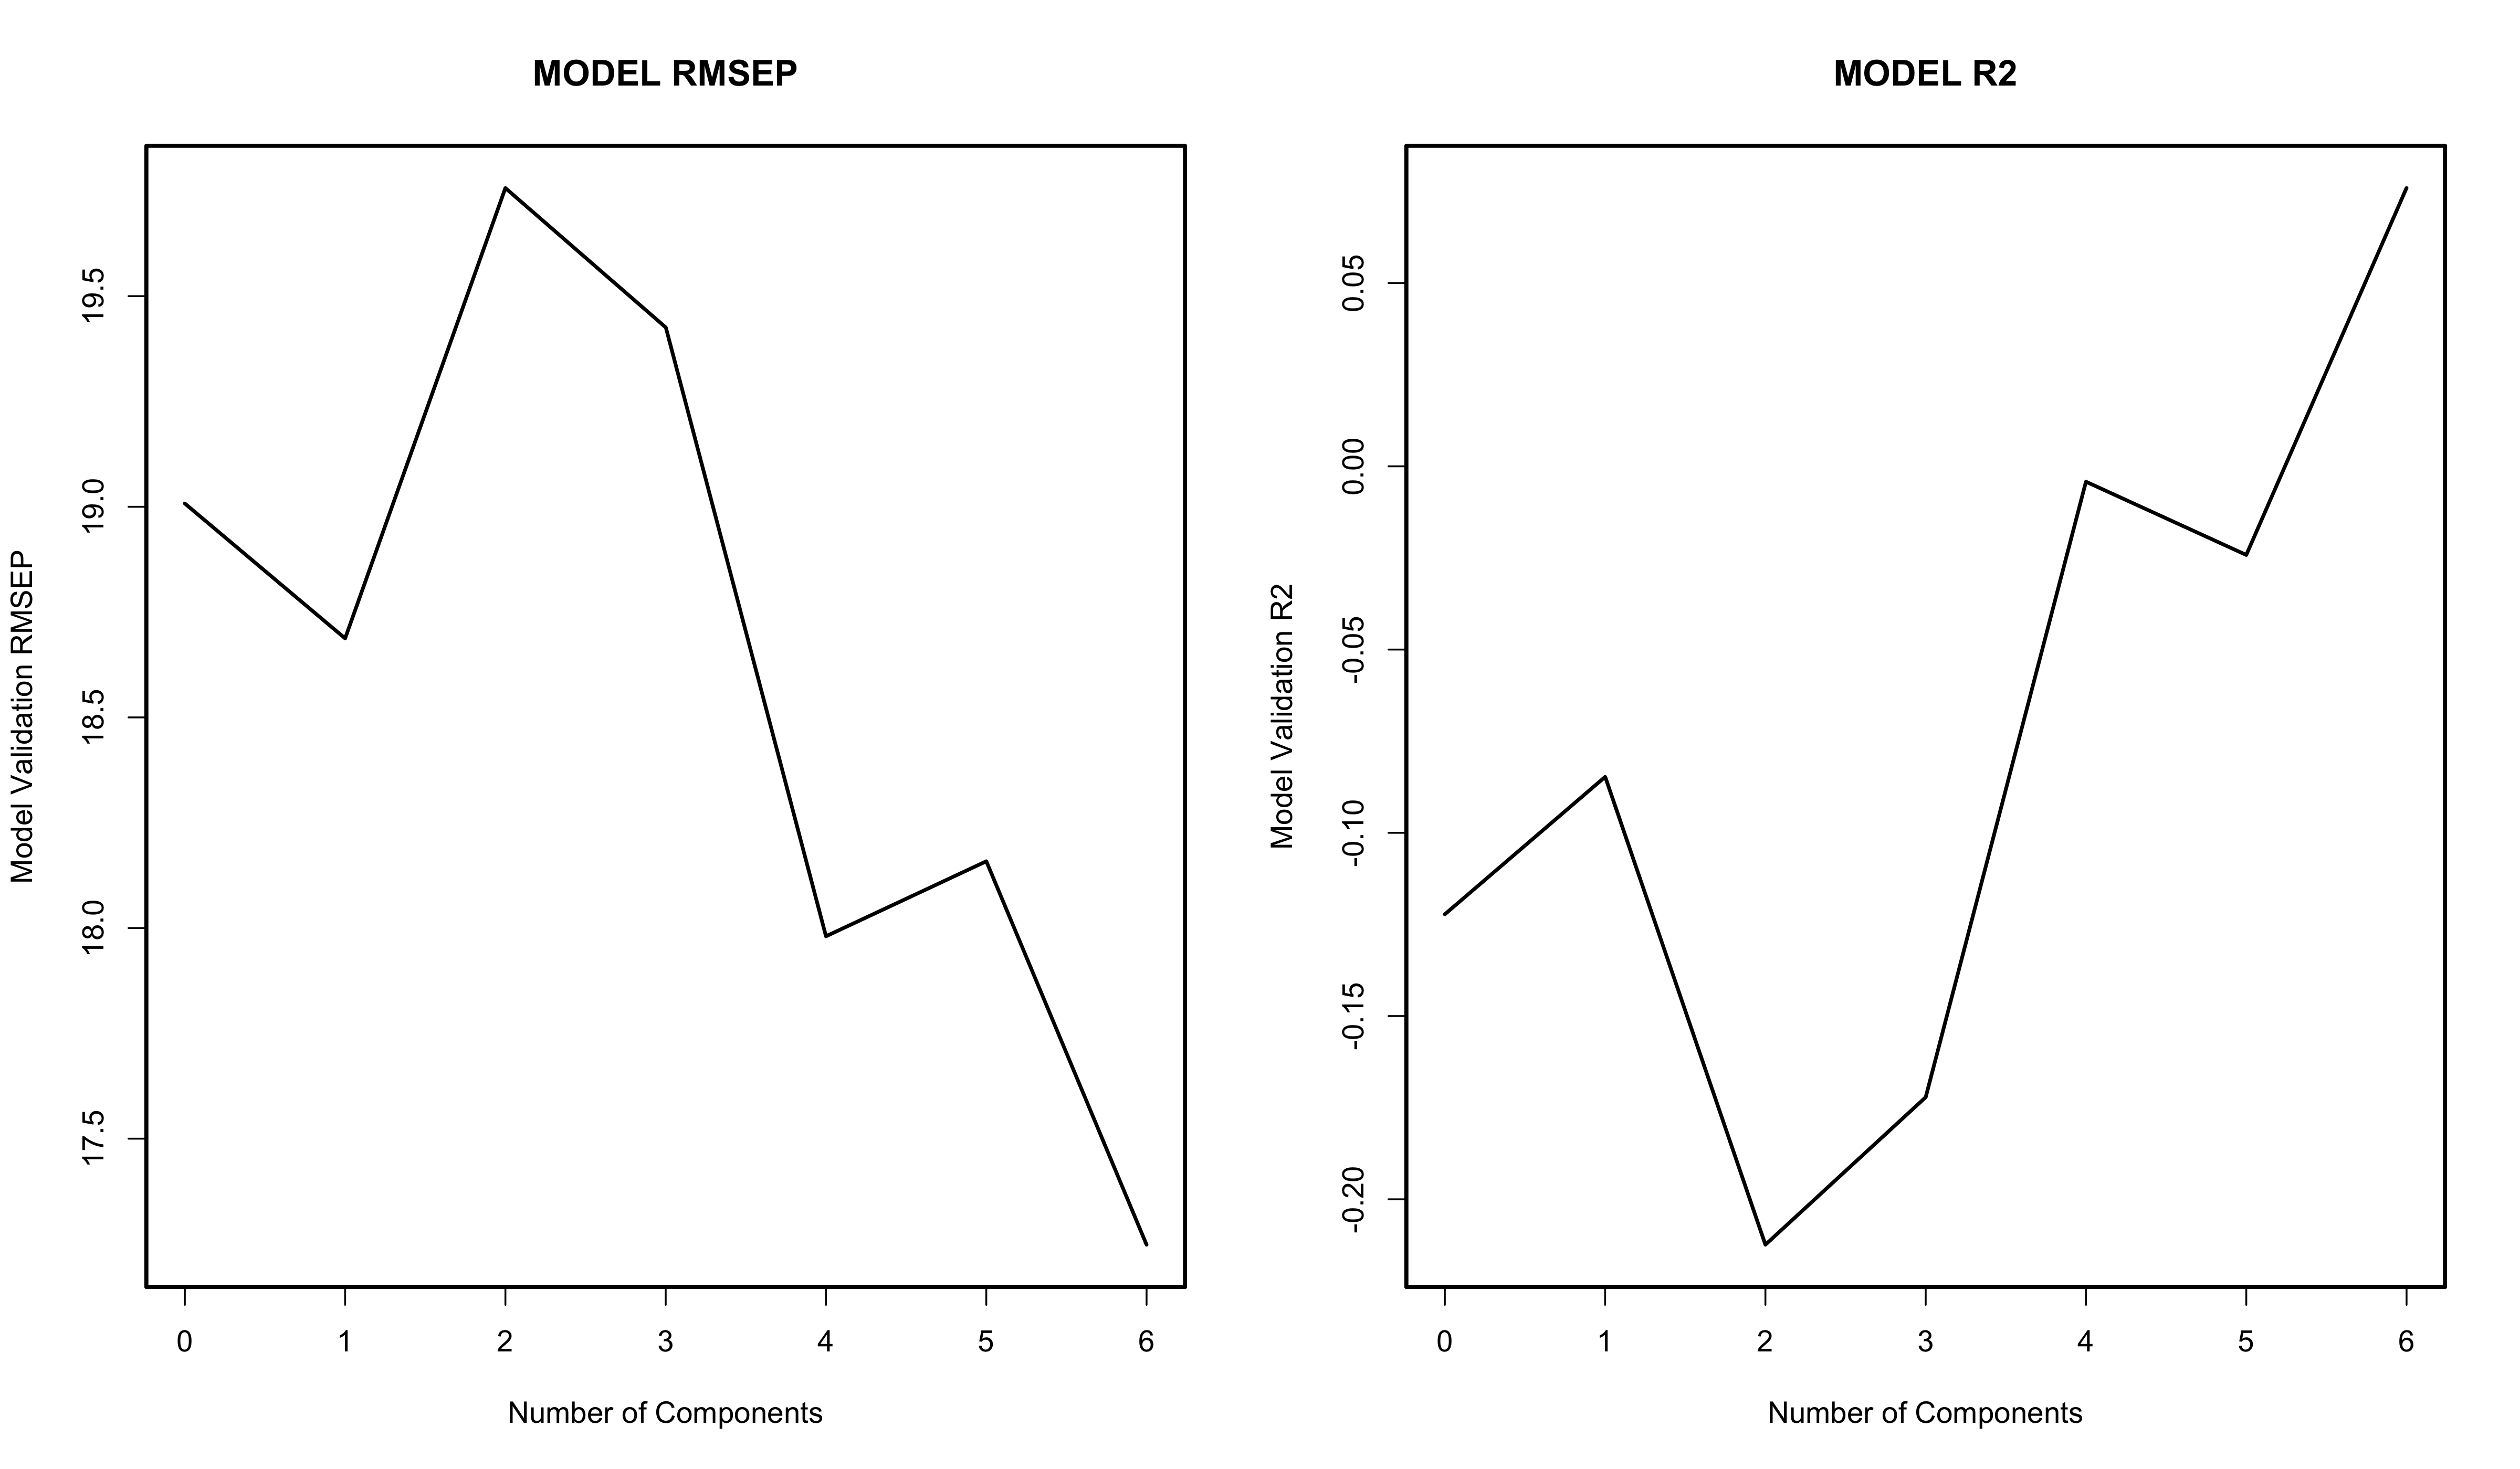 MODEL RMSEP
Model Validation RMSEP
19.5
19.0
18.5
18.0
17.5
0 1 2 3 4 5 6
Number of Components
MODEL R2
Model Validation R2
0.05
0.00
-0.05
-0.10
-0.15
-0.20
0 1 2 3 4 5 6
Number of Components